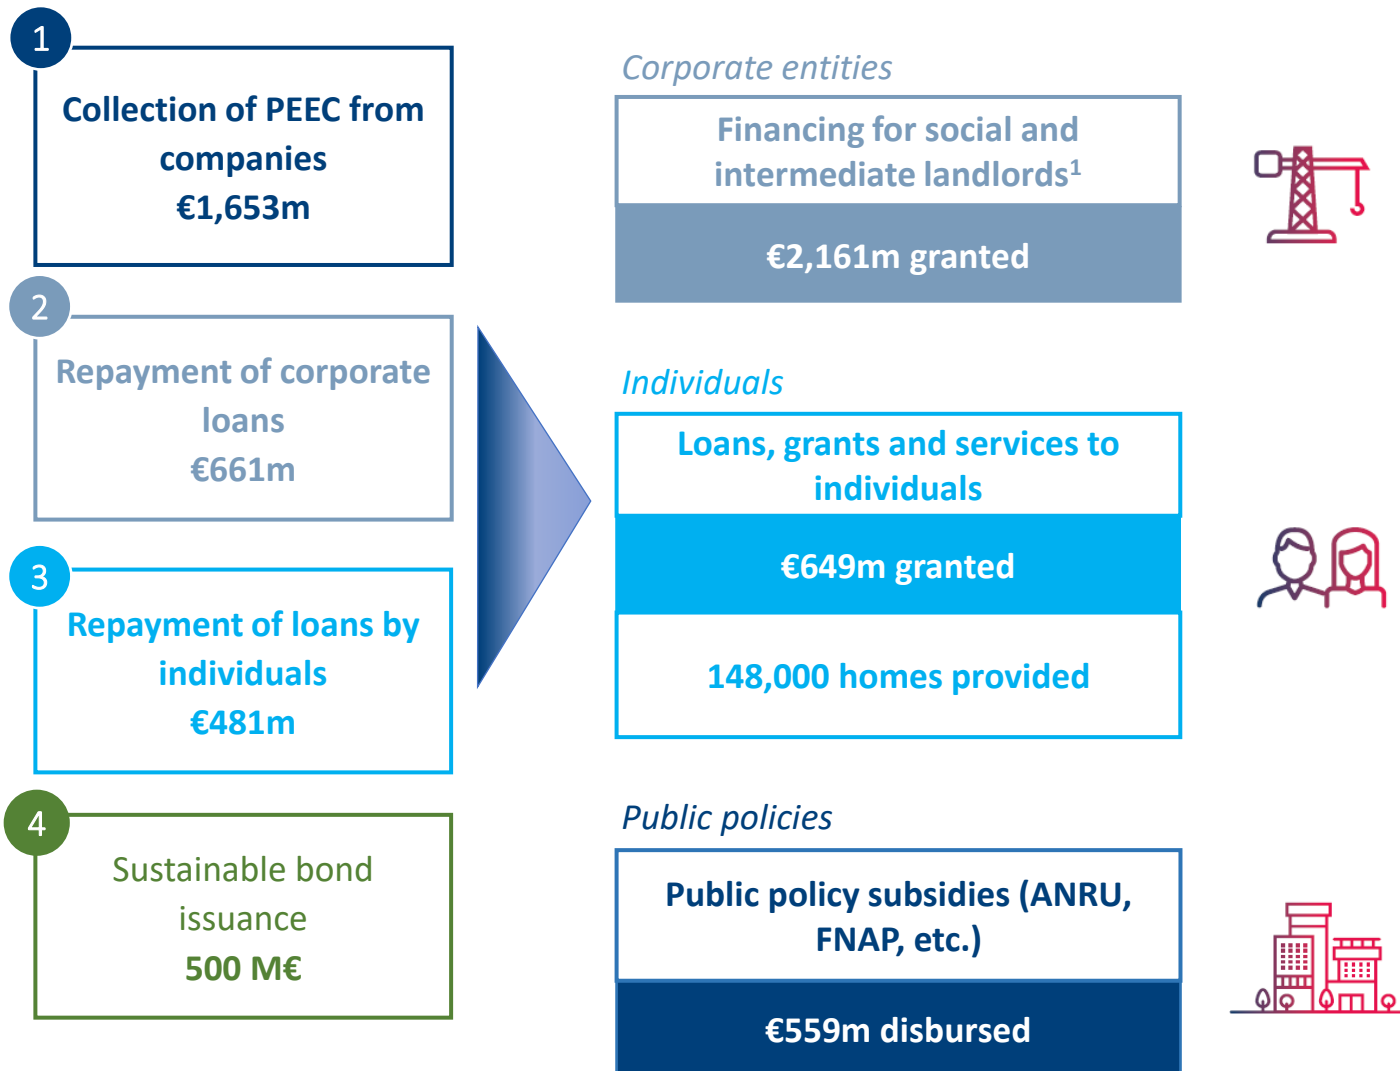 1
Collection of PEEC from
companies
€1,653m
2
Repayment of corporate
loans
€661m
3
Repayment of loans by
individuals
€481m
4
Sustainable bond
issuance
500 M€
Corporate entities
Financing for social and
intermediate landlords¹
€2,161m granted
Individuals
Loans, grants and services to
individuals
€649m granted
148,000 homes provided
Public policies
Public policy subsidies (ANRU,
FNAP, etc.)
€559m disbursed